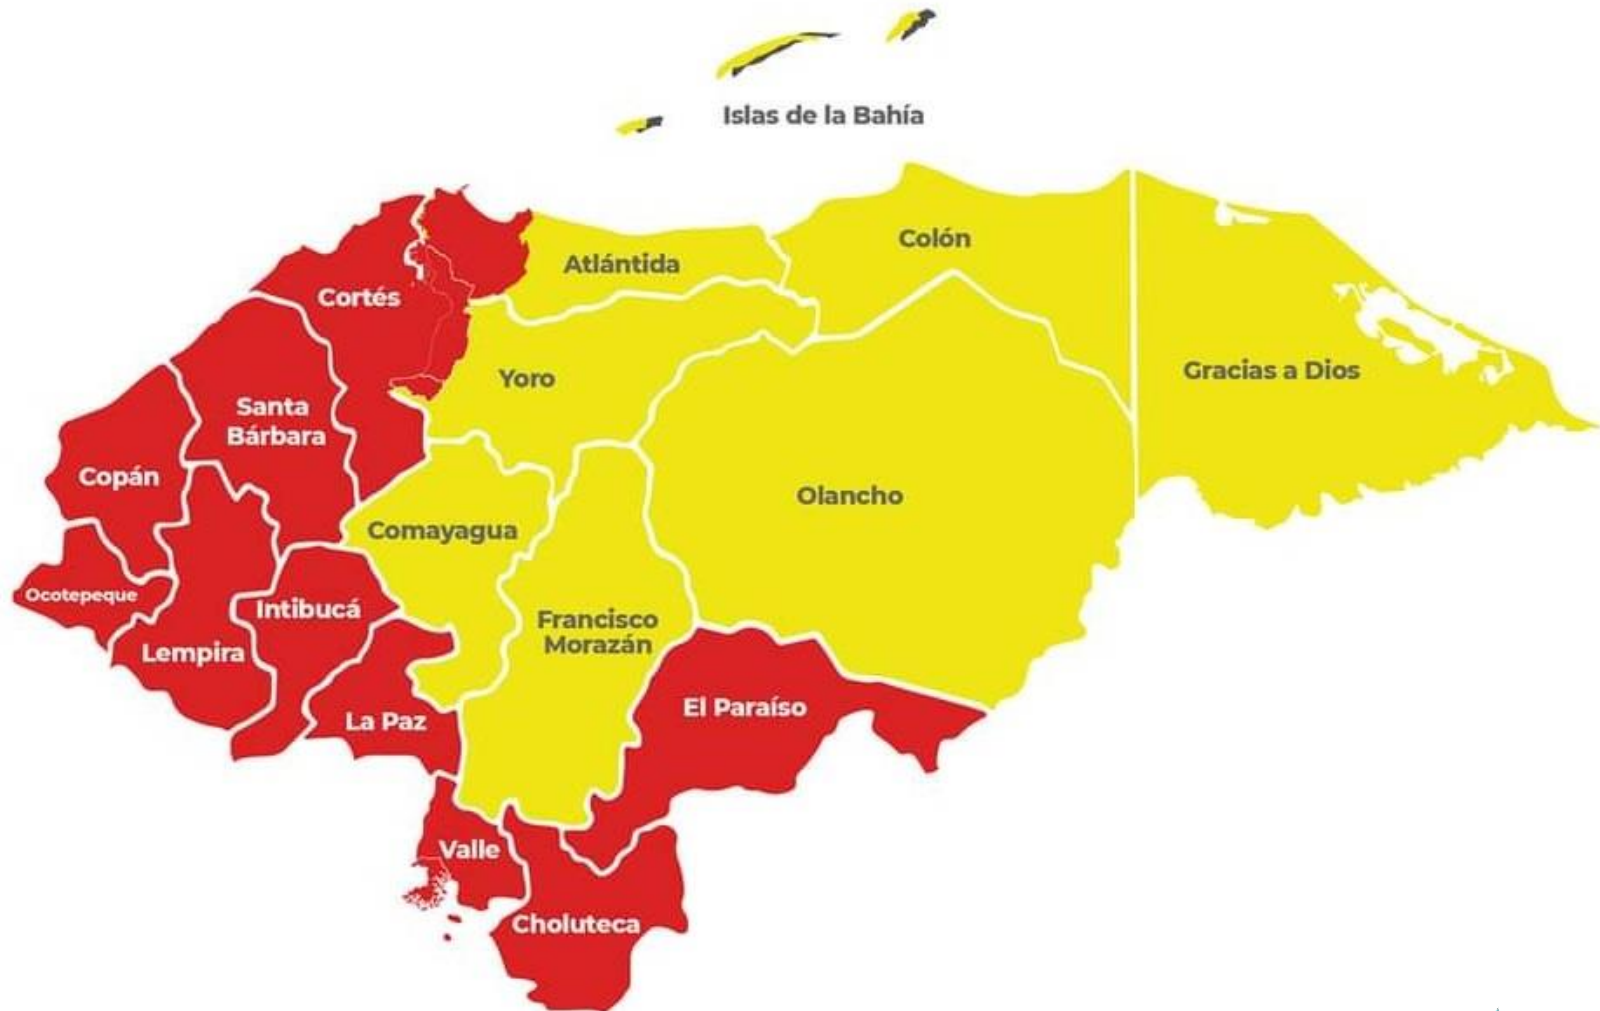 Islas de la Bahía
Colón
Atlántida
Cortés
Gracias a Dios
Yoro
Santa
Bárbara
Copán
Olancho
Comayagua
Ocotepeque
Intibucá
Francisco
Morazán
Lempira
El Paraíso
La Paz
Valle
Choluteca